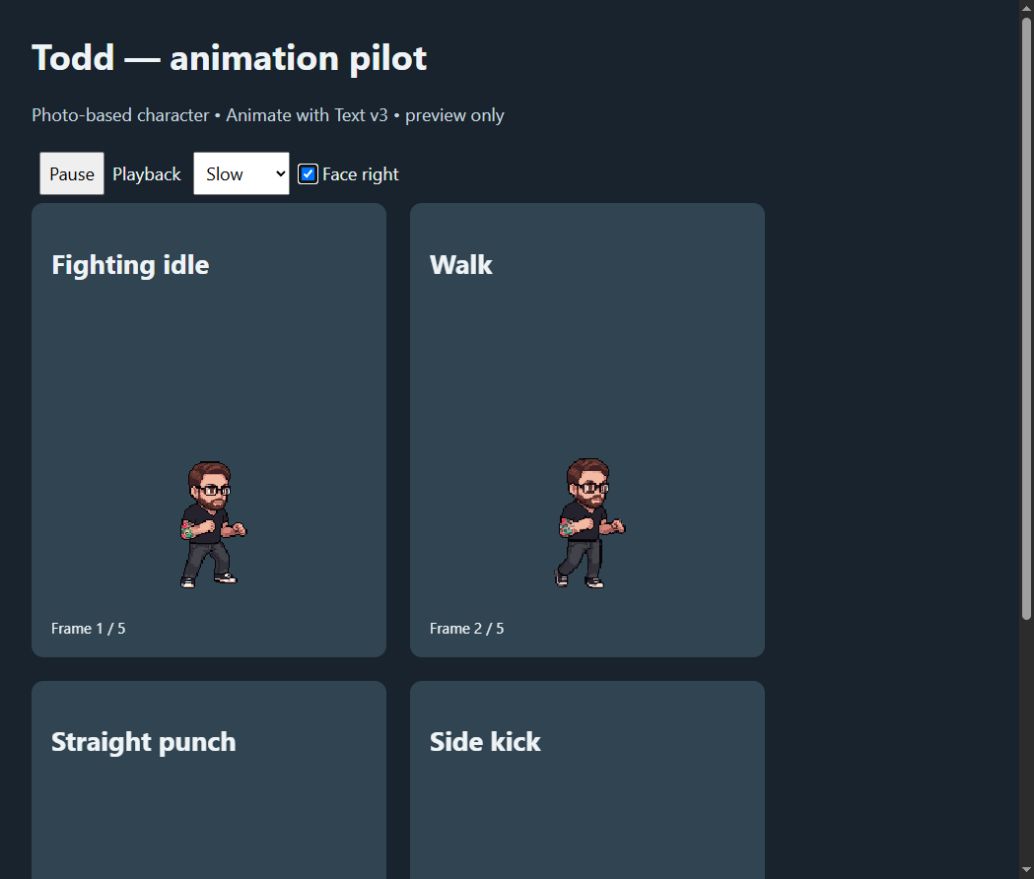 Todd — animation pilot
Photo-based character • Animate with Text v3 • preview only
Pause Playback Slow Face right
Fighting idle
Walk
Frame 1 / 5
Frame 2 / 5
Straight punch
Side kick